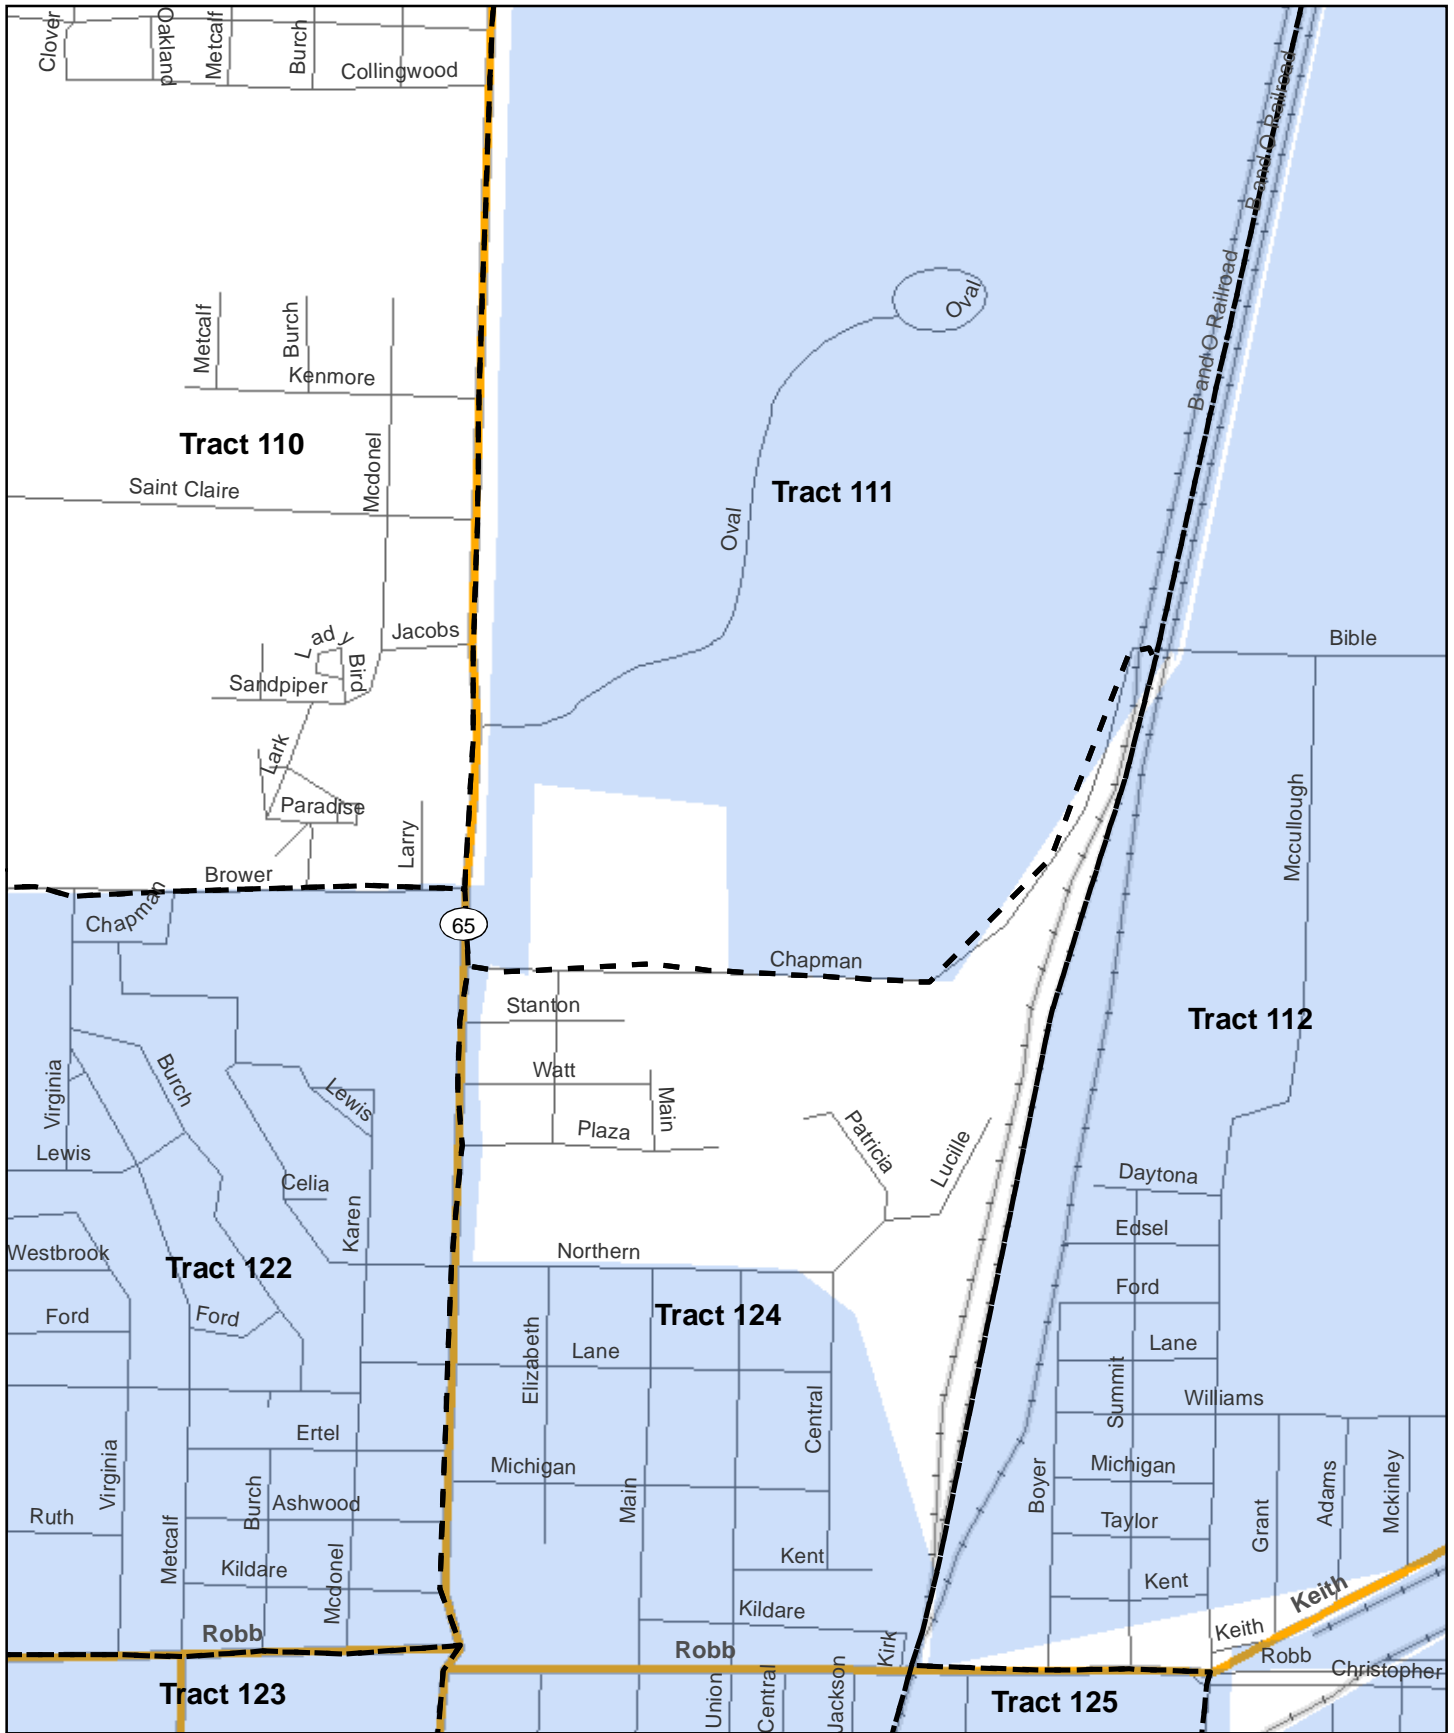 Clover
Oakland
Metcalf
Burch
Collingwood
B and O Railroad
B and O Railroad
Oval
Metcalf
Burch
Kenmore
Tract 110
Mcdonel
Saint Claire
Tract 111
Oval
Lady Bird
Jacobs
Sandpiper
Bible
Lark
Paradise
Larry
Mccullough
Brower
Chapman
65
Chapman
Stanton
Tract 112
Watt
Main
Plaza
Virginia
Burch
Lewis
Lewis
Patricia
Lucille
Celia
Karen
Daytona
Edsel
Westbrook
Tract 122
Northern
Ford
Ford
Ford
Tract 124
Elizabeth
Lane
Lane
Central
Summit
Williams
Ertel
Michigan
Michigan
Virginia
Burch
Ashwood
Main
Boyer
Ruth
Taylor
Grant
Adams
Mckinley
Metcalf
Kildare
Mcdonel
Kent
Kent
Kildare
Keith
Keith
Kirk
Robb
Robb
Robb
Christopher
Tract 123
Union
Central
Jackson
Tract 125